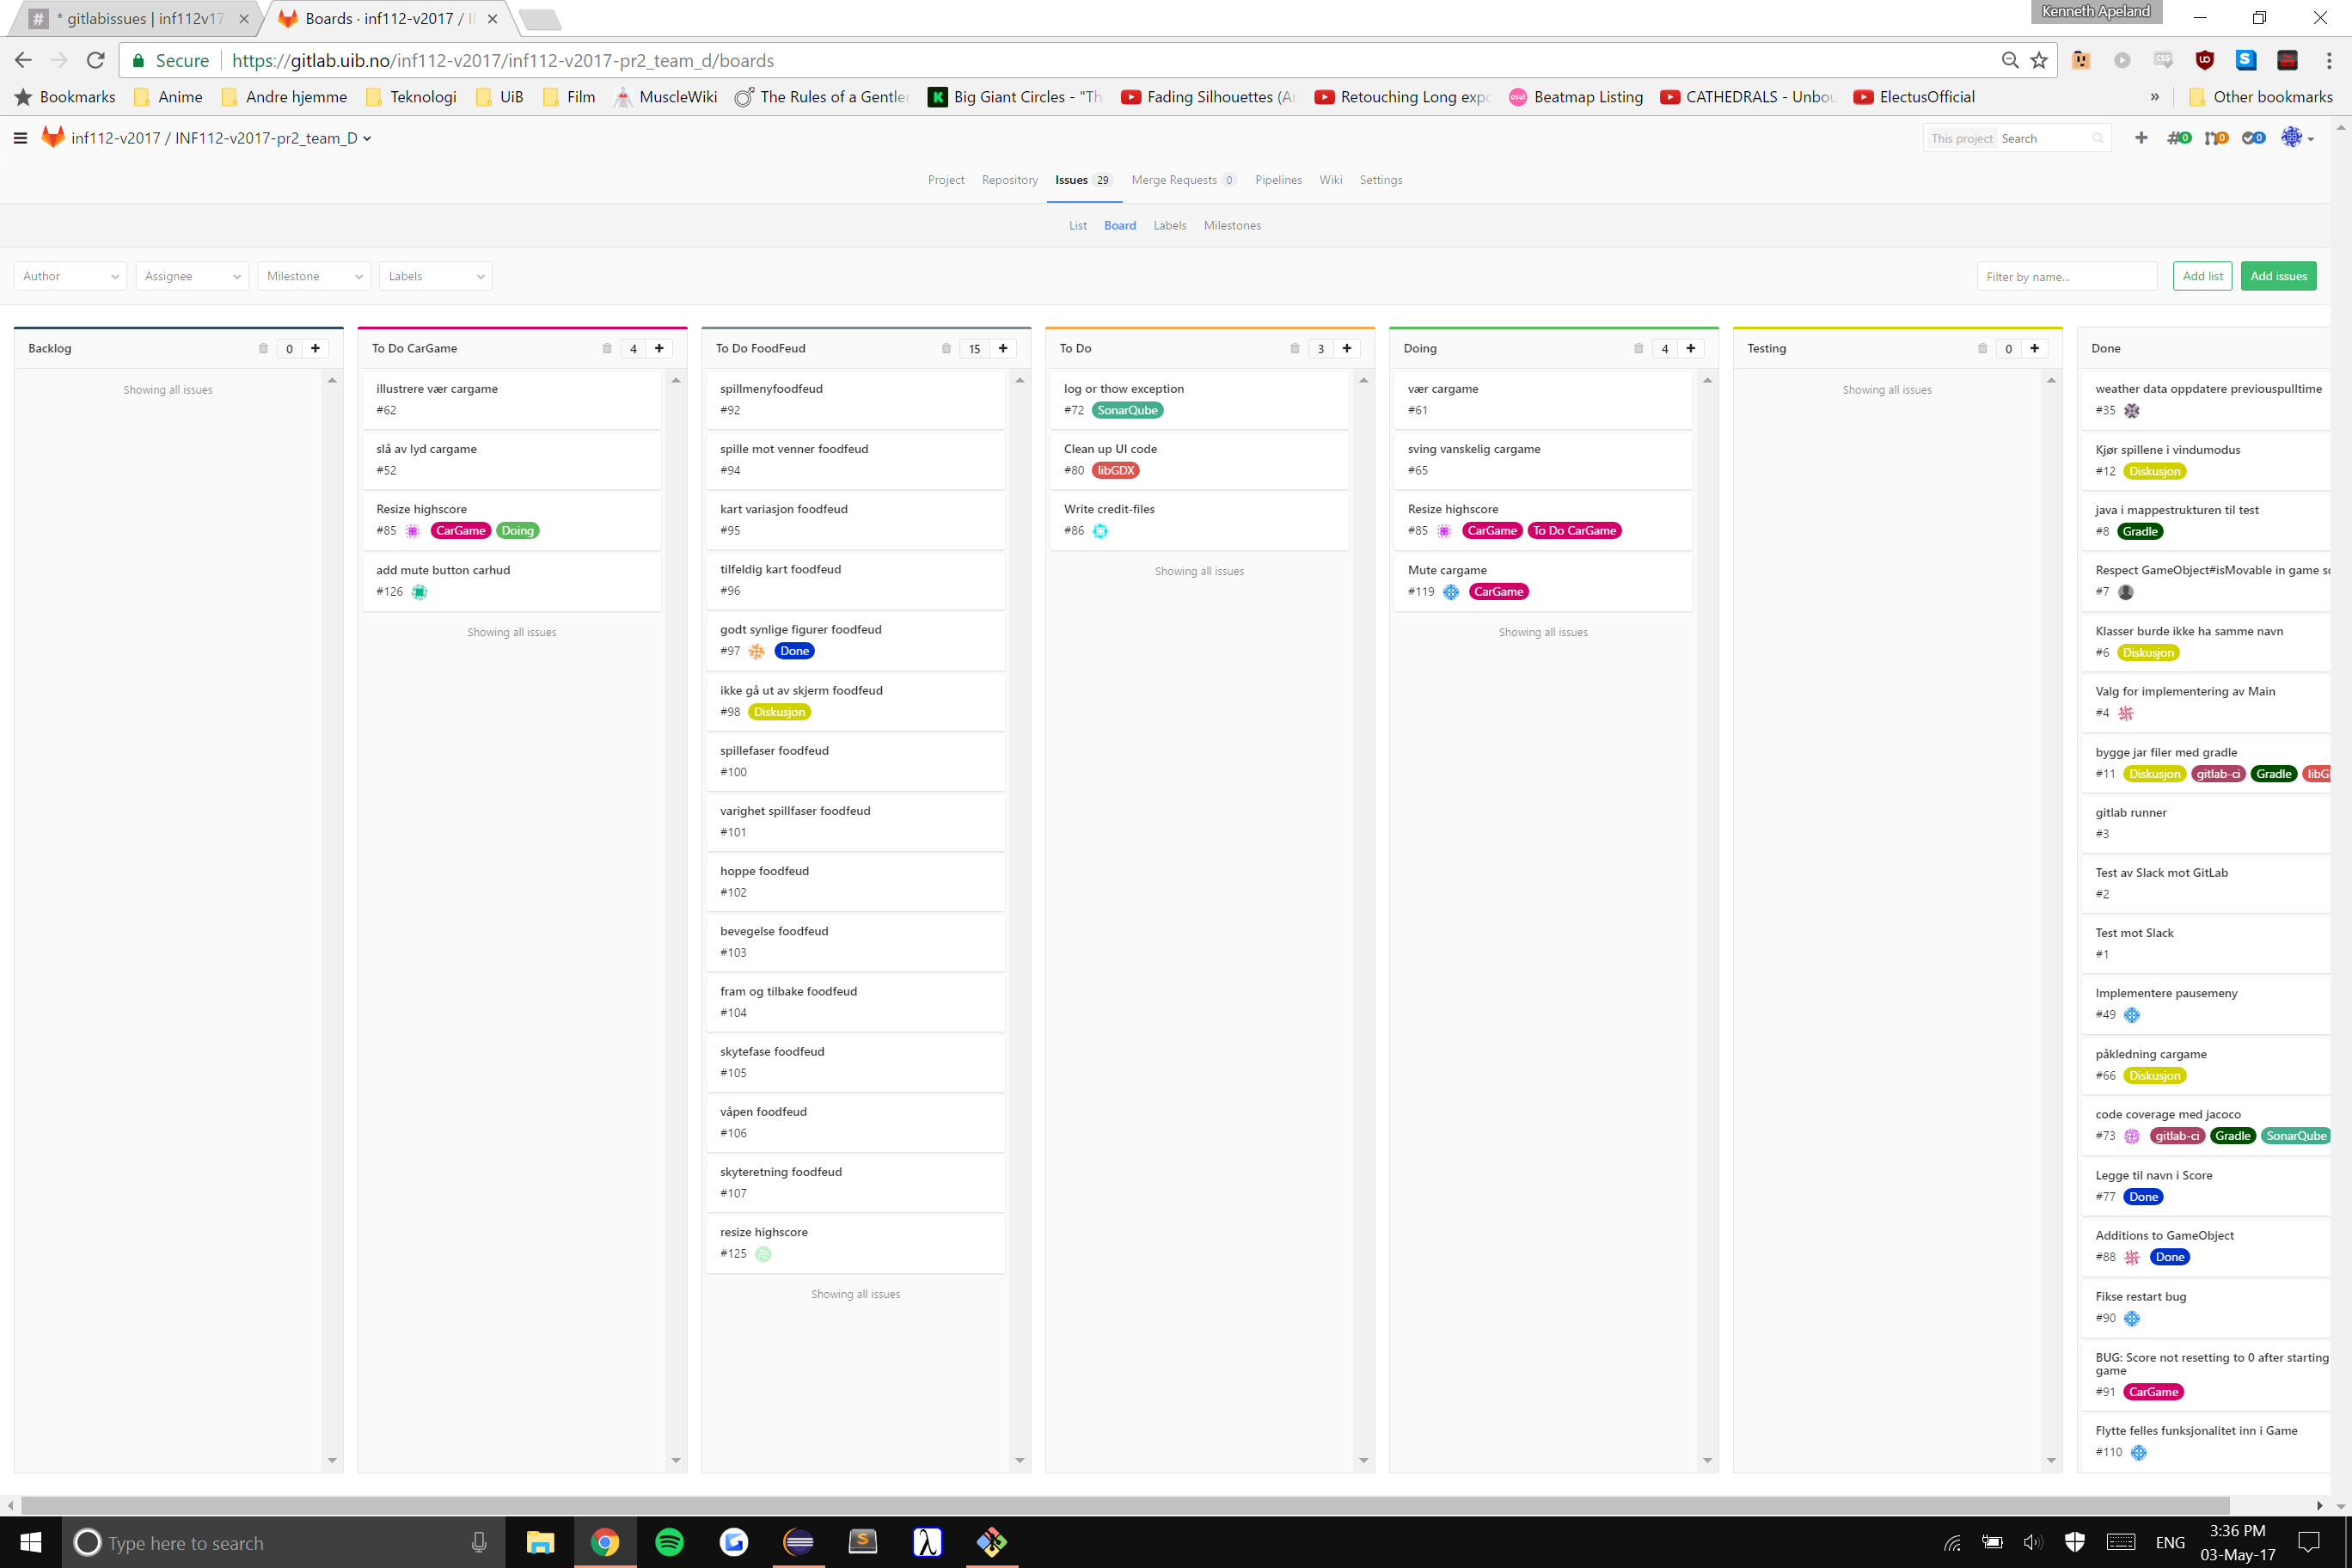 * gitlabissues | inf112v17
Boards · inf112-v2017 /
Kenneth Apeland
Secure
https://gitlab.uib.no/inf112-v2017/inf112-v2017-pr2_team_d/boards
Bookmarks Anime Andre hjemme Teknologi UiB Film MuscleWiki The Rules of a Gentler Big Giant Circles - "Th Fading Silhouettes (Ar Retouching Long exp Beatmap Listing CATHEDRALS - Unbou ElectusOfficial » Other bookmarks
inf112-v2017 / INF112-v2017-pr2_team_D
This project Search 0 0 0
Project Repository Issues 29 Merge Requests 0 Pipelines Wiki Settings
List Board Labels Milestones
Author Assignee Milestone Labels Filter by name... Add list Add issues
Backlog 0
Showing all issues
To Do CarGame 4
illustrere vær cargame
#62
slå av lyd cargame
#52
Resize highscore
#85 CarGame Doing
add mute button carhud
#126
Showing all issues
To Do FoodFeud 15
spillmenyfoodfeud
#92
spille mot venner foodfeud
#94
kart variasjon foodfeud
#95
tilfeldig kart foodfeud
#96
godt synlige figurer foodfeud
#97 Done
ikke gå ut av skjerm foodfeud
#98 Diskusjon
spillefaser foodfeud
#100
varighet spillfaser foodfeud
#101
hoppe foodfeud
#102
bevegelse foodfeud
#103
fram og tilbake foodfeud
#104
skytefase foodfeud
#105
våpen foodfeud
#106
skyteretning foodfeud
#107
resize highscore
#125
Showing all issues
To Do 3
log or thow exception
#72 SonarQube
Clean up UI code
#80 libGDX
Write credit-files
#86
Showing all issues
Doing 4
vær cargame
#61
sving vanskelig cargame
#65
Resize highscore
#85 CarGame To Do CarGame
Mute cargame
#119 CarGame
Showing all issues
Testing 0
Showing all issues
Done
weather data oppdatere previouspulltime
#35
Kjør spillene i vindumodus
#12 Diskusjon
java i mappestrukturen til test
#8 Gradle
Respect GameObject#isMovable in game sc
#7
Klasser burde ikke ha samme navn
#6 Diskusjon
Valg for implementering av Main
#4
bygge jar filer med gradle
#11 Diskusjon gitlab-ci Gradle libG
gitlab runner
#3
Test av Slack mot GitLab
#2
Test mot Slack
#1
Implementere pausemeny
#49
påkledning cargame
#66 Diskusjon
code coverage med jacoco
#73 gitlab-ci Gradle SonarQube
Legge til navn i Score
#77 Done
Additions to GameObject
#88 Done
Fikse restart bug
#90
BUG: Score not resetting to 0 after starting
game
#91 CarGame
Flytte felles funksjonalitet inn i Game
#110
Type here to search
ENG
3:36 PM
03-May-17